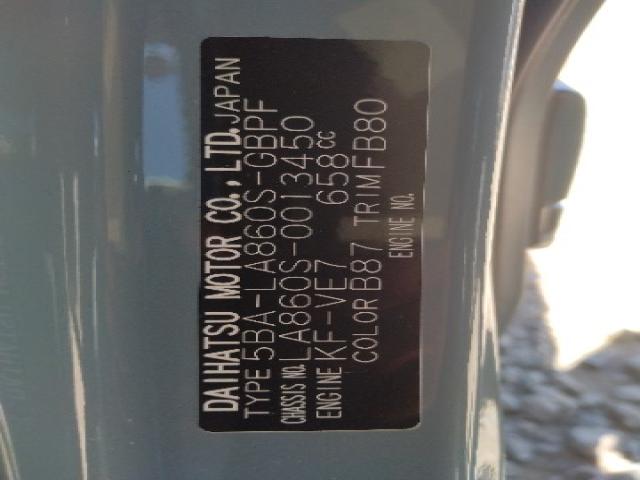 DAIHATSU MOTOR CO., LTD. JAPAN
TYPE 5BA-LA860S-GBPF
CHASSIS NO. LA860S-0013450
ENGINE KF-VE7 658cc
COLOR B87 TRIM FB80
ENGINE NO.